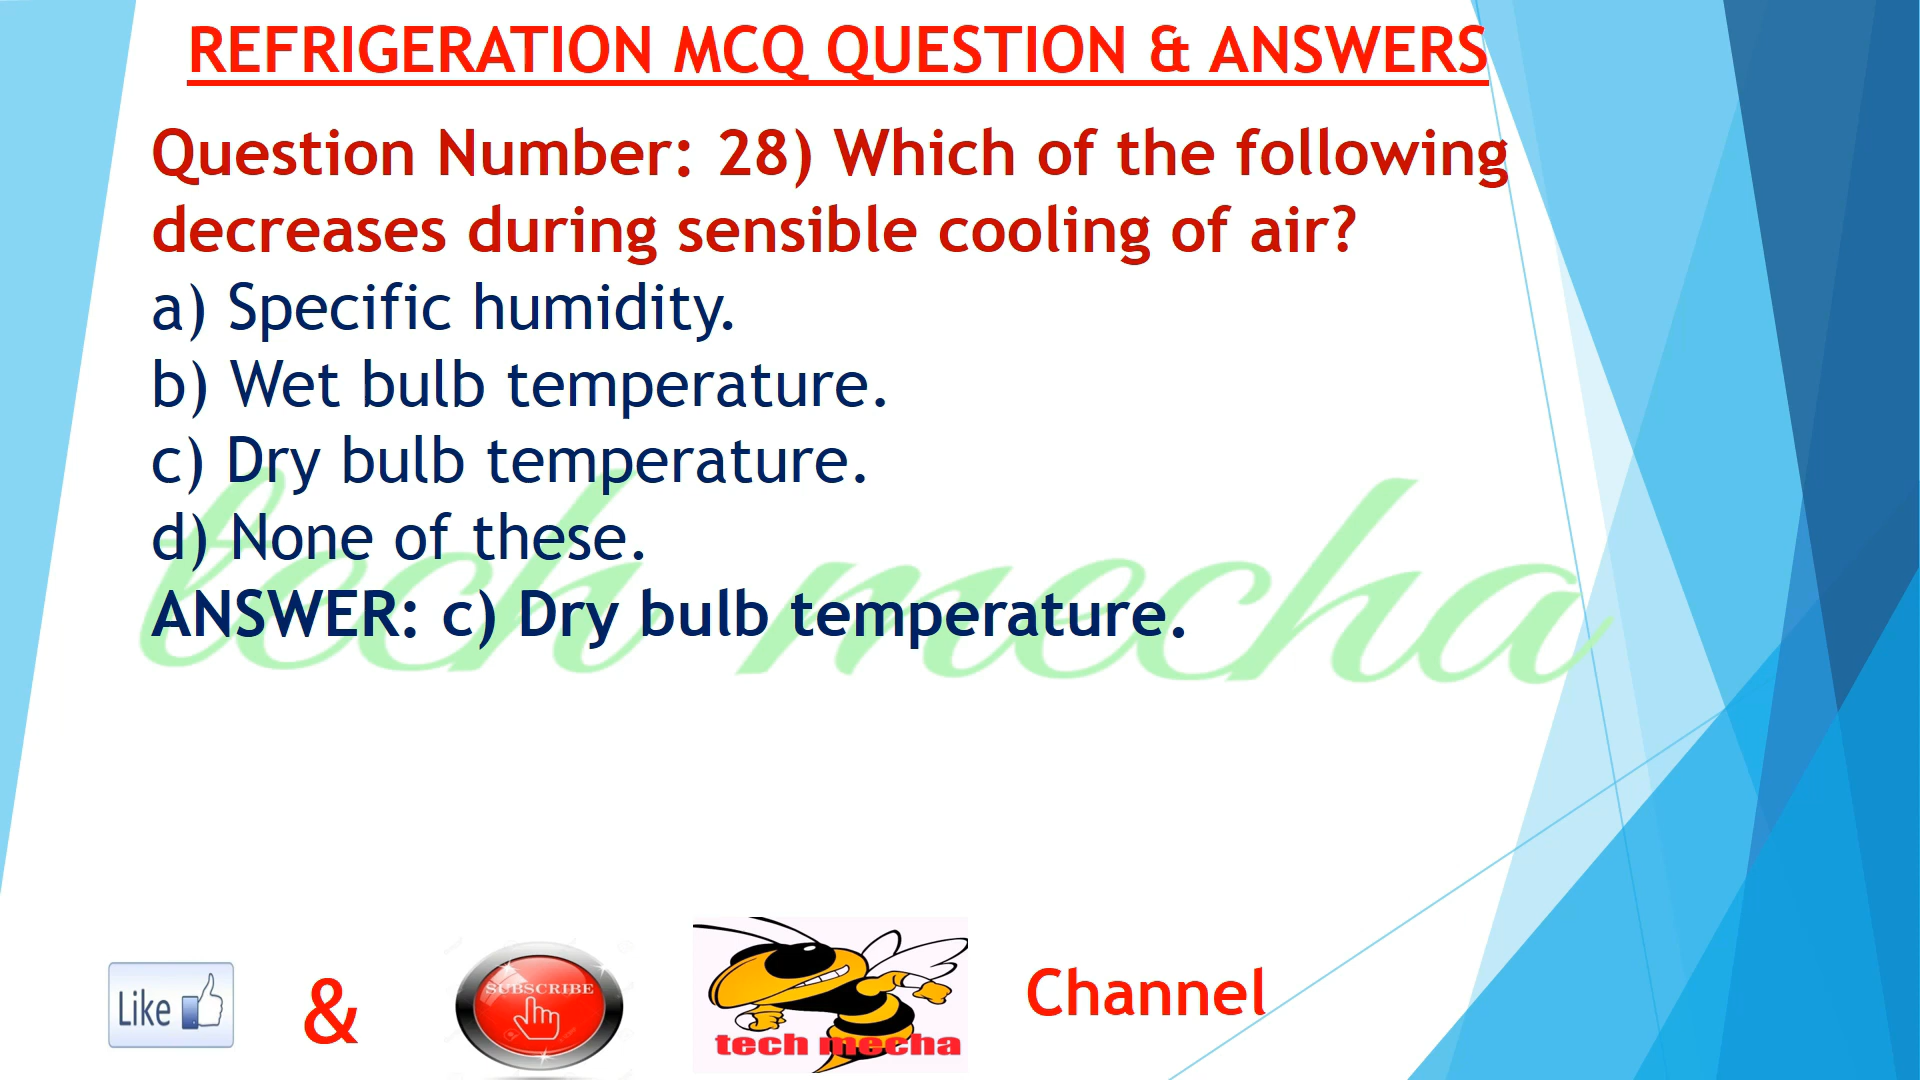 REFRIGERATION MCQ QUESTION & ANSWERS
Question Number: 28) Which of the following
decreases during sensible cooling of air?
a) Specific humidity.
b) Wet bulb temperature.
c) Dry bulb temperature.
d) None of these.
ANSWER: c) Dry bulb temperature.
tech mecha
Like
&
SUBSCRIBE
tech mecha
Channel